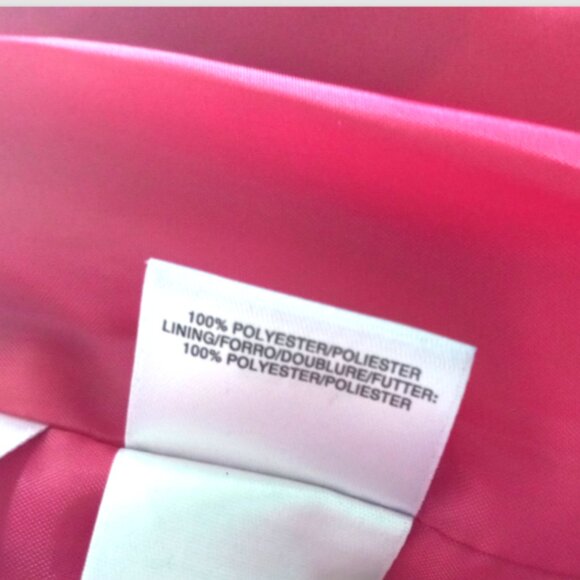 100% POLYESTER/POLIESTER
LINING/FORRO/DOUBLURE/FUTTER:
100% POLYESTER/POLIESTER